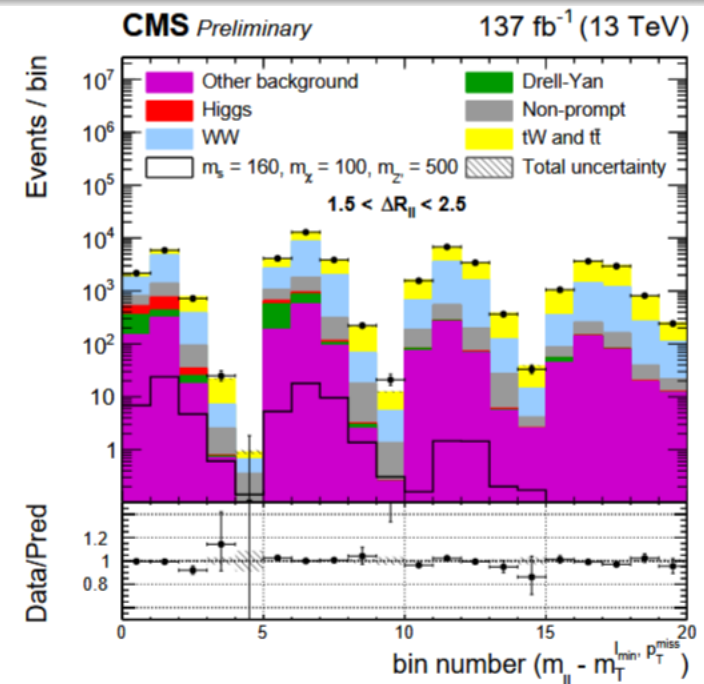 CMS Preliminary 137 fb⁻¹ (13 TeV)
Events / bin
10⁷
10⁶
10⁵
10⁴
10³
10²
10
1
Other background Drell-Yan
Higgs Non-prompt
WW tW and tt̄
m_s = 160, m_χ = 100, m_Z' = 500 Total uncertainty
1.5 < ΔR_ll < 2.5
Data/Pred
1.2
1
0.8
0 5 10 15 20
bin number (m_ll - m_T^{l_min, p_T^miss})